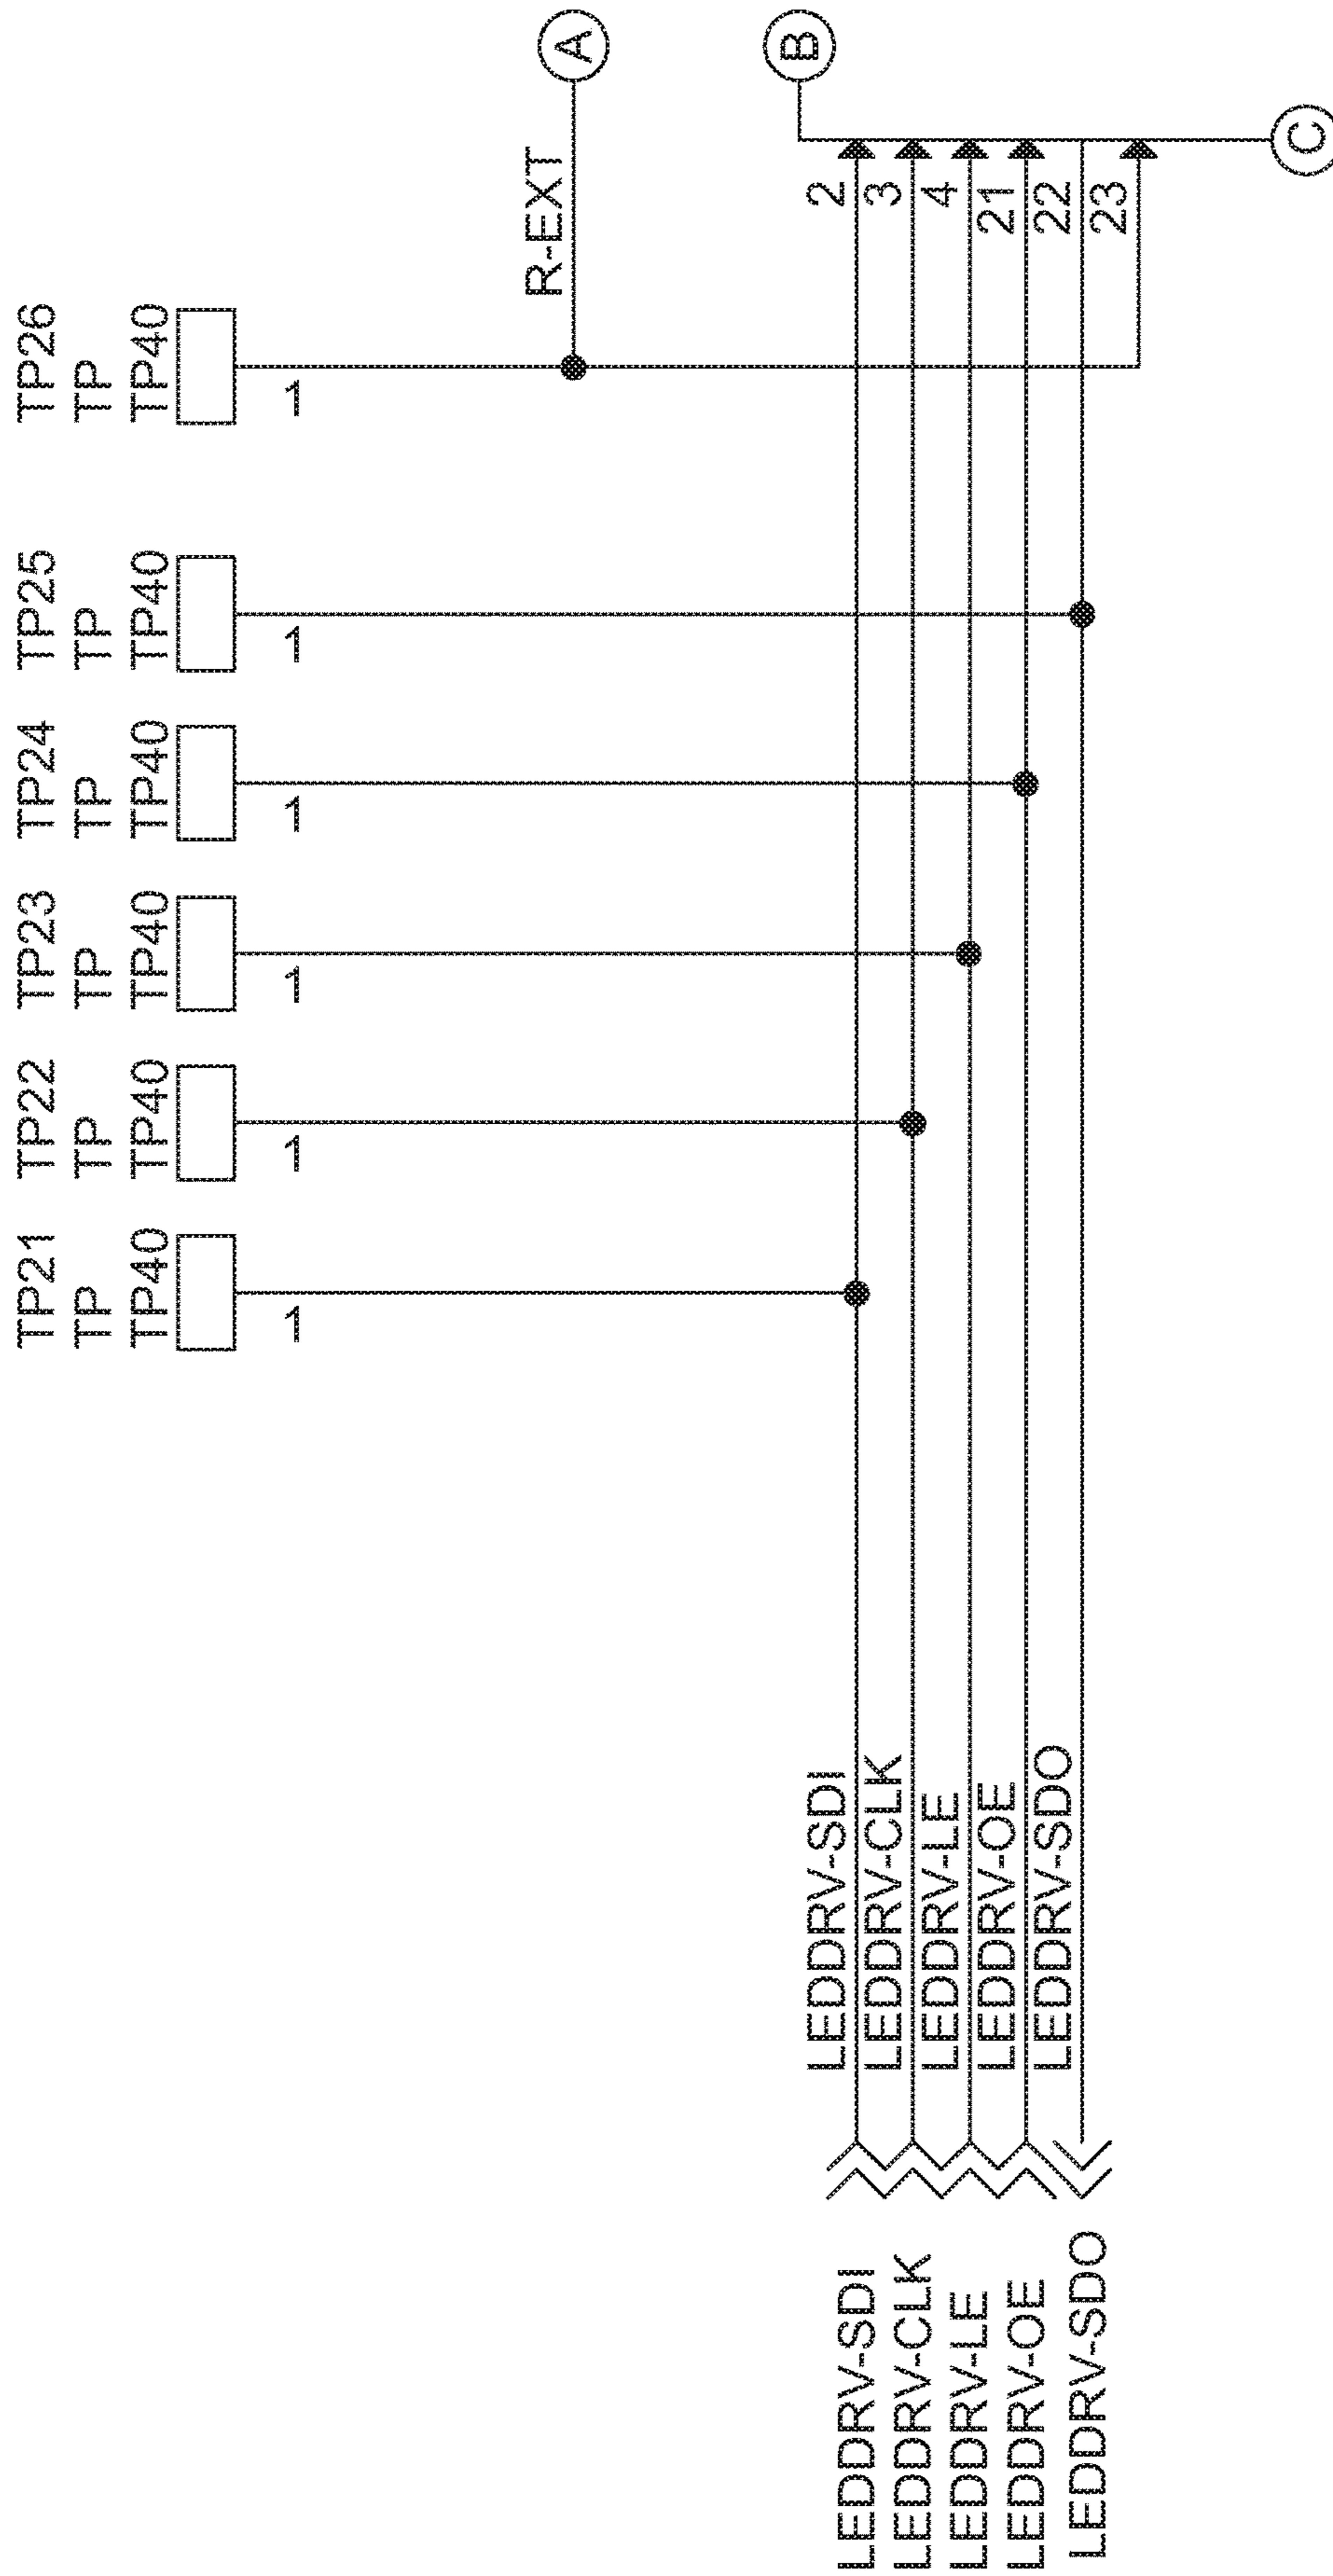 TP21
TP
TP40
1
TP22
TP
TP40
1
TP23
TP
TP40
1
TP24
TP
TP40
1
TP25
TP
TP40
1
TP26
TP
TP40
1
R-EXT
A
B
LEDDRV-SDI
LEDDRV-SDI
2
LEDDRV-CLK
LEDDRV-CLK
3
LEDDRV-LE
LEDDRV-LE
4
LEDDRV-OE
LEDDRV-OE
21
LEDDRV-SDO
LEDDRV-SDO
22
23
C